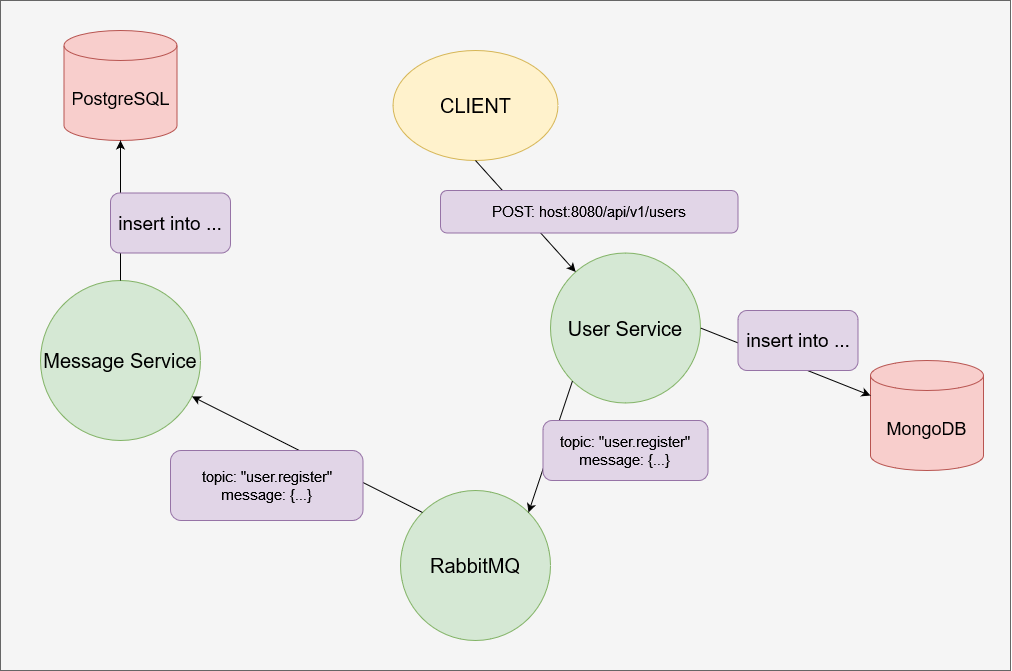 PostgreSQL
CLIENT
POST: host:8080/api/v1/users
insert into ...
User Service
insert into ...
Message Service
MongoDB
topic: "user.register"
message: {...}
topic: "user.register"
message: {...}
RabbitMQ